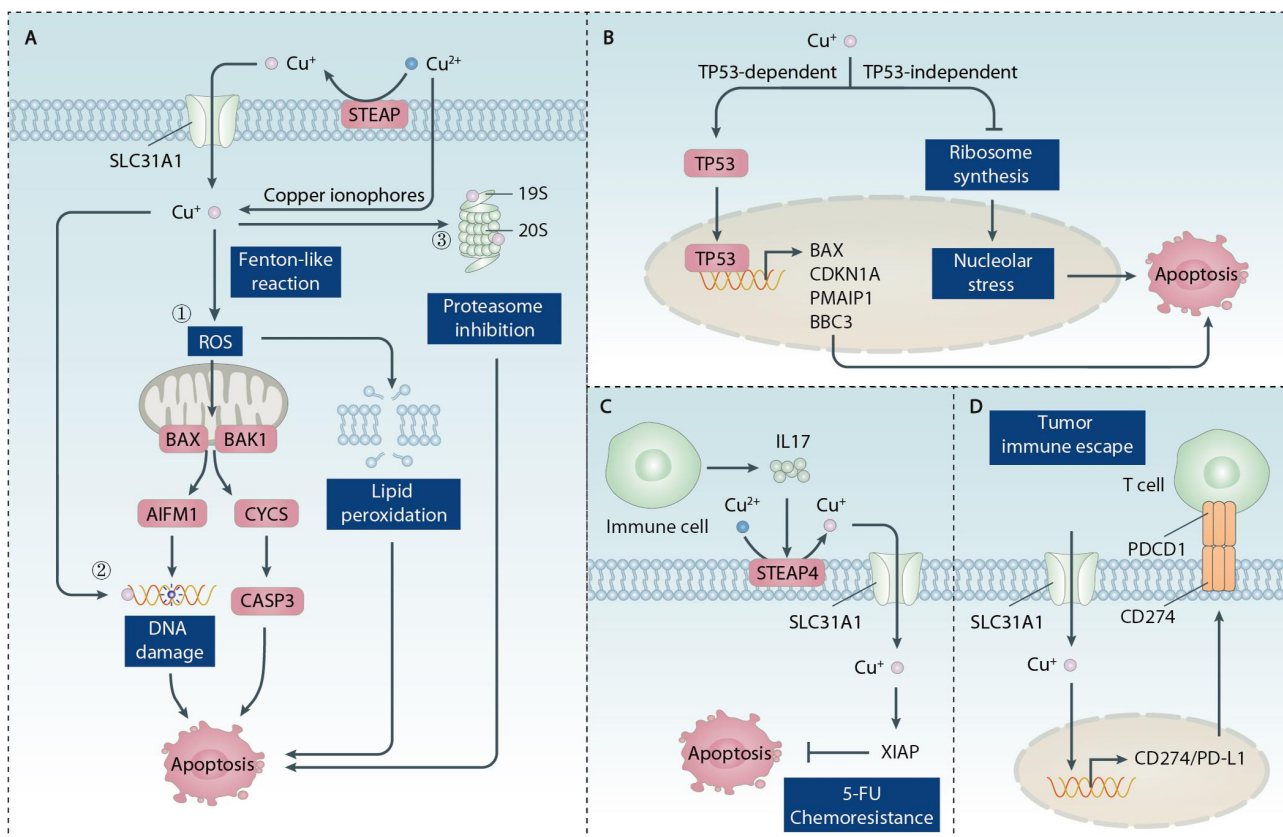 A
Cu⁺
Cu²⁺
STEAP
SLC31A1
Copper ionophores
Cu⁺
19S
20S
③
Fenton-like
reaction
①
ROS
Proteasome
inhibition
BAX
BAK1
AIFM1
CYCS
Lipid
peroxidation
②
CASP3
DNA
damage
Apoptosis
B
Cu⁺
TP53-dependent
TP53-independent
TP53
Ribosome
synthesis
TP53
BAX
CDKN1A
PMAIP1
BBC3
Nucleolar
stress
Apoptosis
C
IL17
Immune cell
Cu²⁺
Cu⁺
STEAP4
SLC31A1
Cu⁺
Apoptosis
XIAP
5-FU
Chemoresistance
D
Tumor
immune escape
T cell
PDCD1
CD274
SLC31A1
Cu⁺
CD274/PD-L1